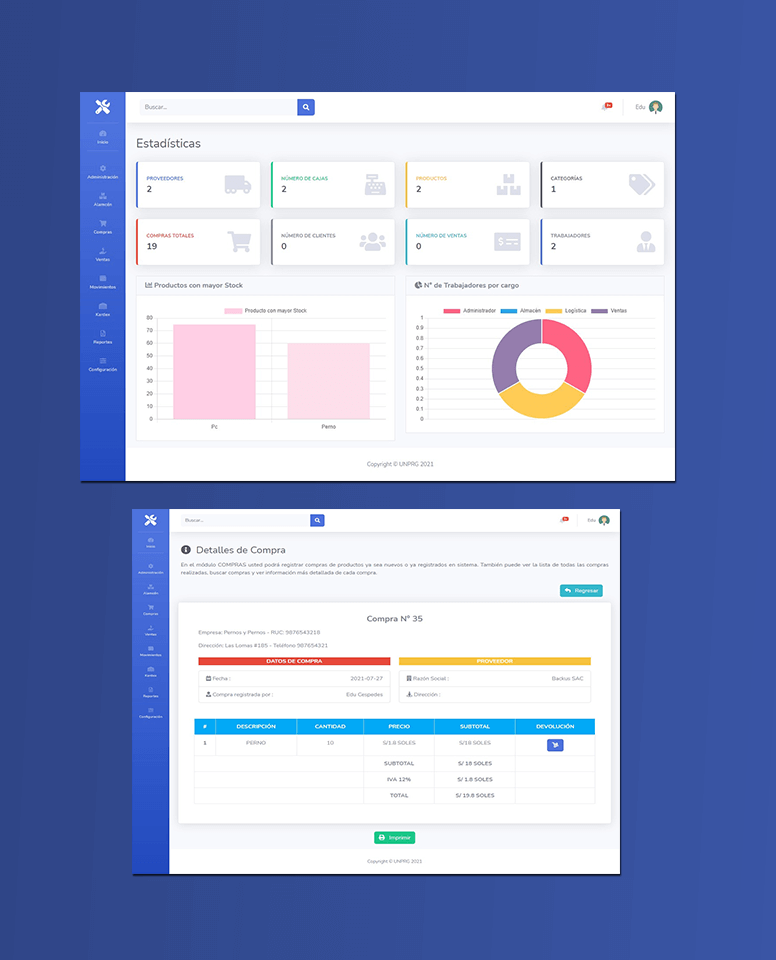 Buscar...
9+
Edu
Inicio
Administración
Atención
Compras
Ventas
Movimientos
Kardex
Reportes
Configuración
Estadísticas
PROVEEDORES
2
NÚMERO DE CAJAS
2
PRODUCTOS
2
CATEGORÍAS
1
COMPRAS TOTALES
19
NÚMERO DE CLIENTES
0
NÚMERO DE VENTAS
0
TRABAJADORES
2
Productos con mayor Stock
Producto con mayor Stock
80
70
60
50
40
30
20
10
0
Pc
Perno
N° de Trabajadores por cargo
Administrador Almacén Logística Ventas
1
0.9
0.8
0.7
0.6
0.5
0.4
0.3
0.2
0.1
0
Copyright © UNPRG 2021
Buscar...
Edu
Inicio
Administración
Atención
Compras
Ventas
Movimientos
Kardex
Reportes
Configuración
Detalles de Compra
En el módulo COMPRAS usted podrá registrar compras de productos ya sea nuevos o ya registrados en sistema. También puede ver la lista de todas las compras
realizadas, buscar compras y ver información más detallada de cada compra.
Regresar
Compra N° 35
Empresa: Pernos y Pernos - RUC: 9876543216
Dirección: Las Lomas #185 - Teléfono 987654321
DATOS DE COMPRA
Fecha : 2021-07-27
Compra registrada por : Edu Cespedes
PROVEEDOR
Razón Social : Backus SAC
Dirección :
# DESCRIPCIÓN CANTIDAD PRECIO SUBTOTAL DEVOLUCIÓN
1 PERNO 10 S/1.8 SOLES S/18 SOLES
SUBTOTAL S/ 18 SOLES
IVA 12% S/ 1.8 SOLES
TOTAL S/ 19.8 SOLES
Imprimir
Copyright © UNPRG 2021